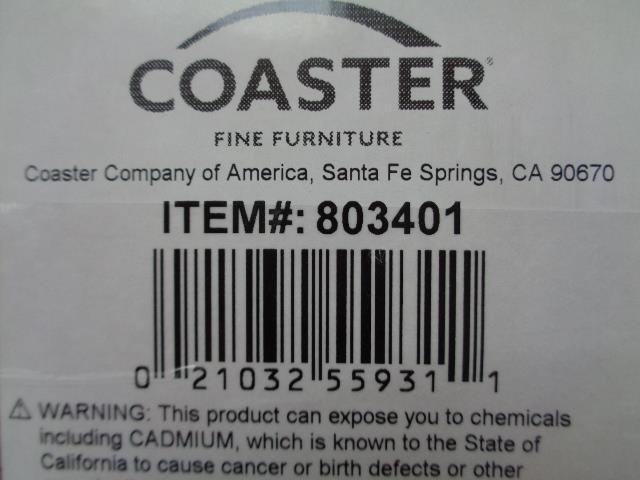 COASTER®
FINE FURNITURE
Coaster Company of America, Santa Fe Springs, CA 90670
ITEM#: 803401
0 21032 55931 1
⚠ WARNING: This product can expose you to chemicals
including CADMIUM, which is known to the State of
California to cause cancer or birth defects or other